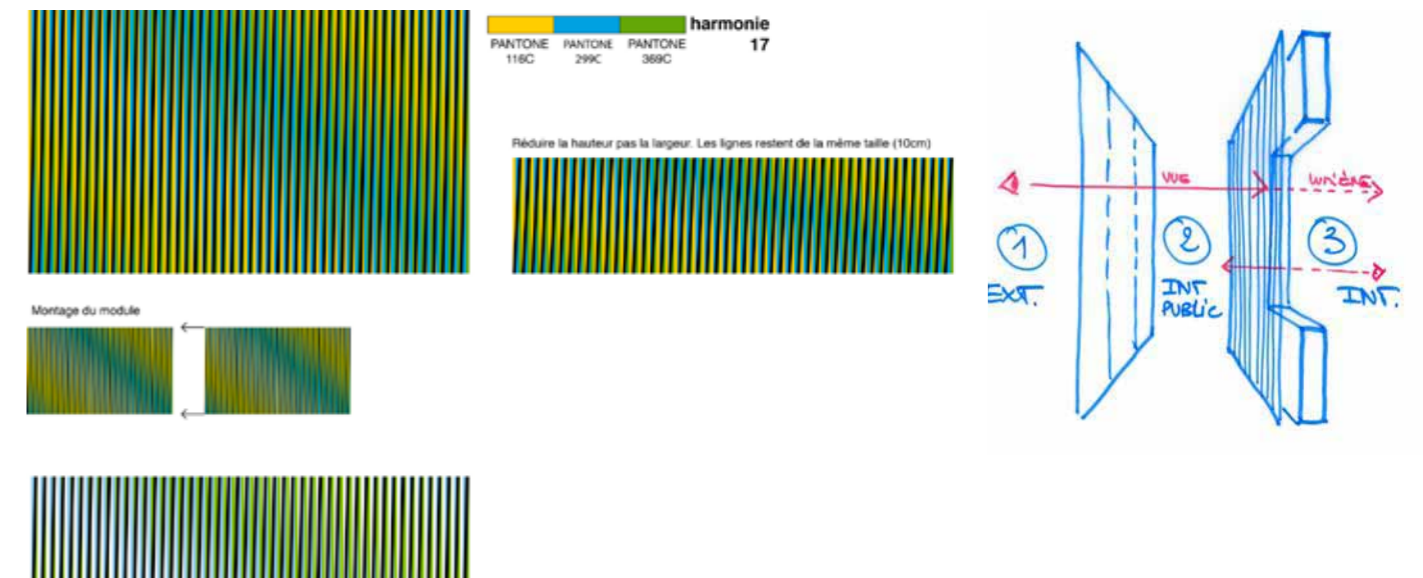 harmonie
17
PANTONE
116C
PANTONE
299C
PANTONE
369C
Réduire la hauteur pas la largeur. Les lignes restent de la même taille (10cm)
Montage du module
VUE
LUMIÈRE
1
EXT.
2
INT
PUBLIC
3
INT.